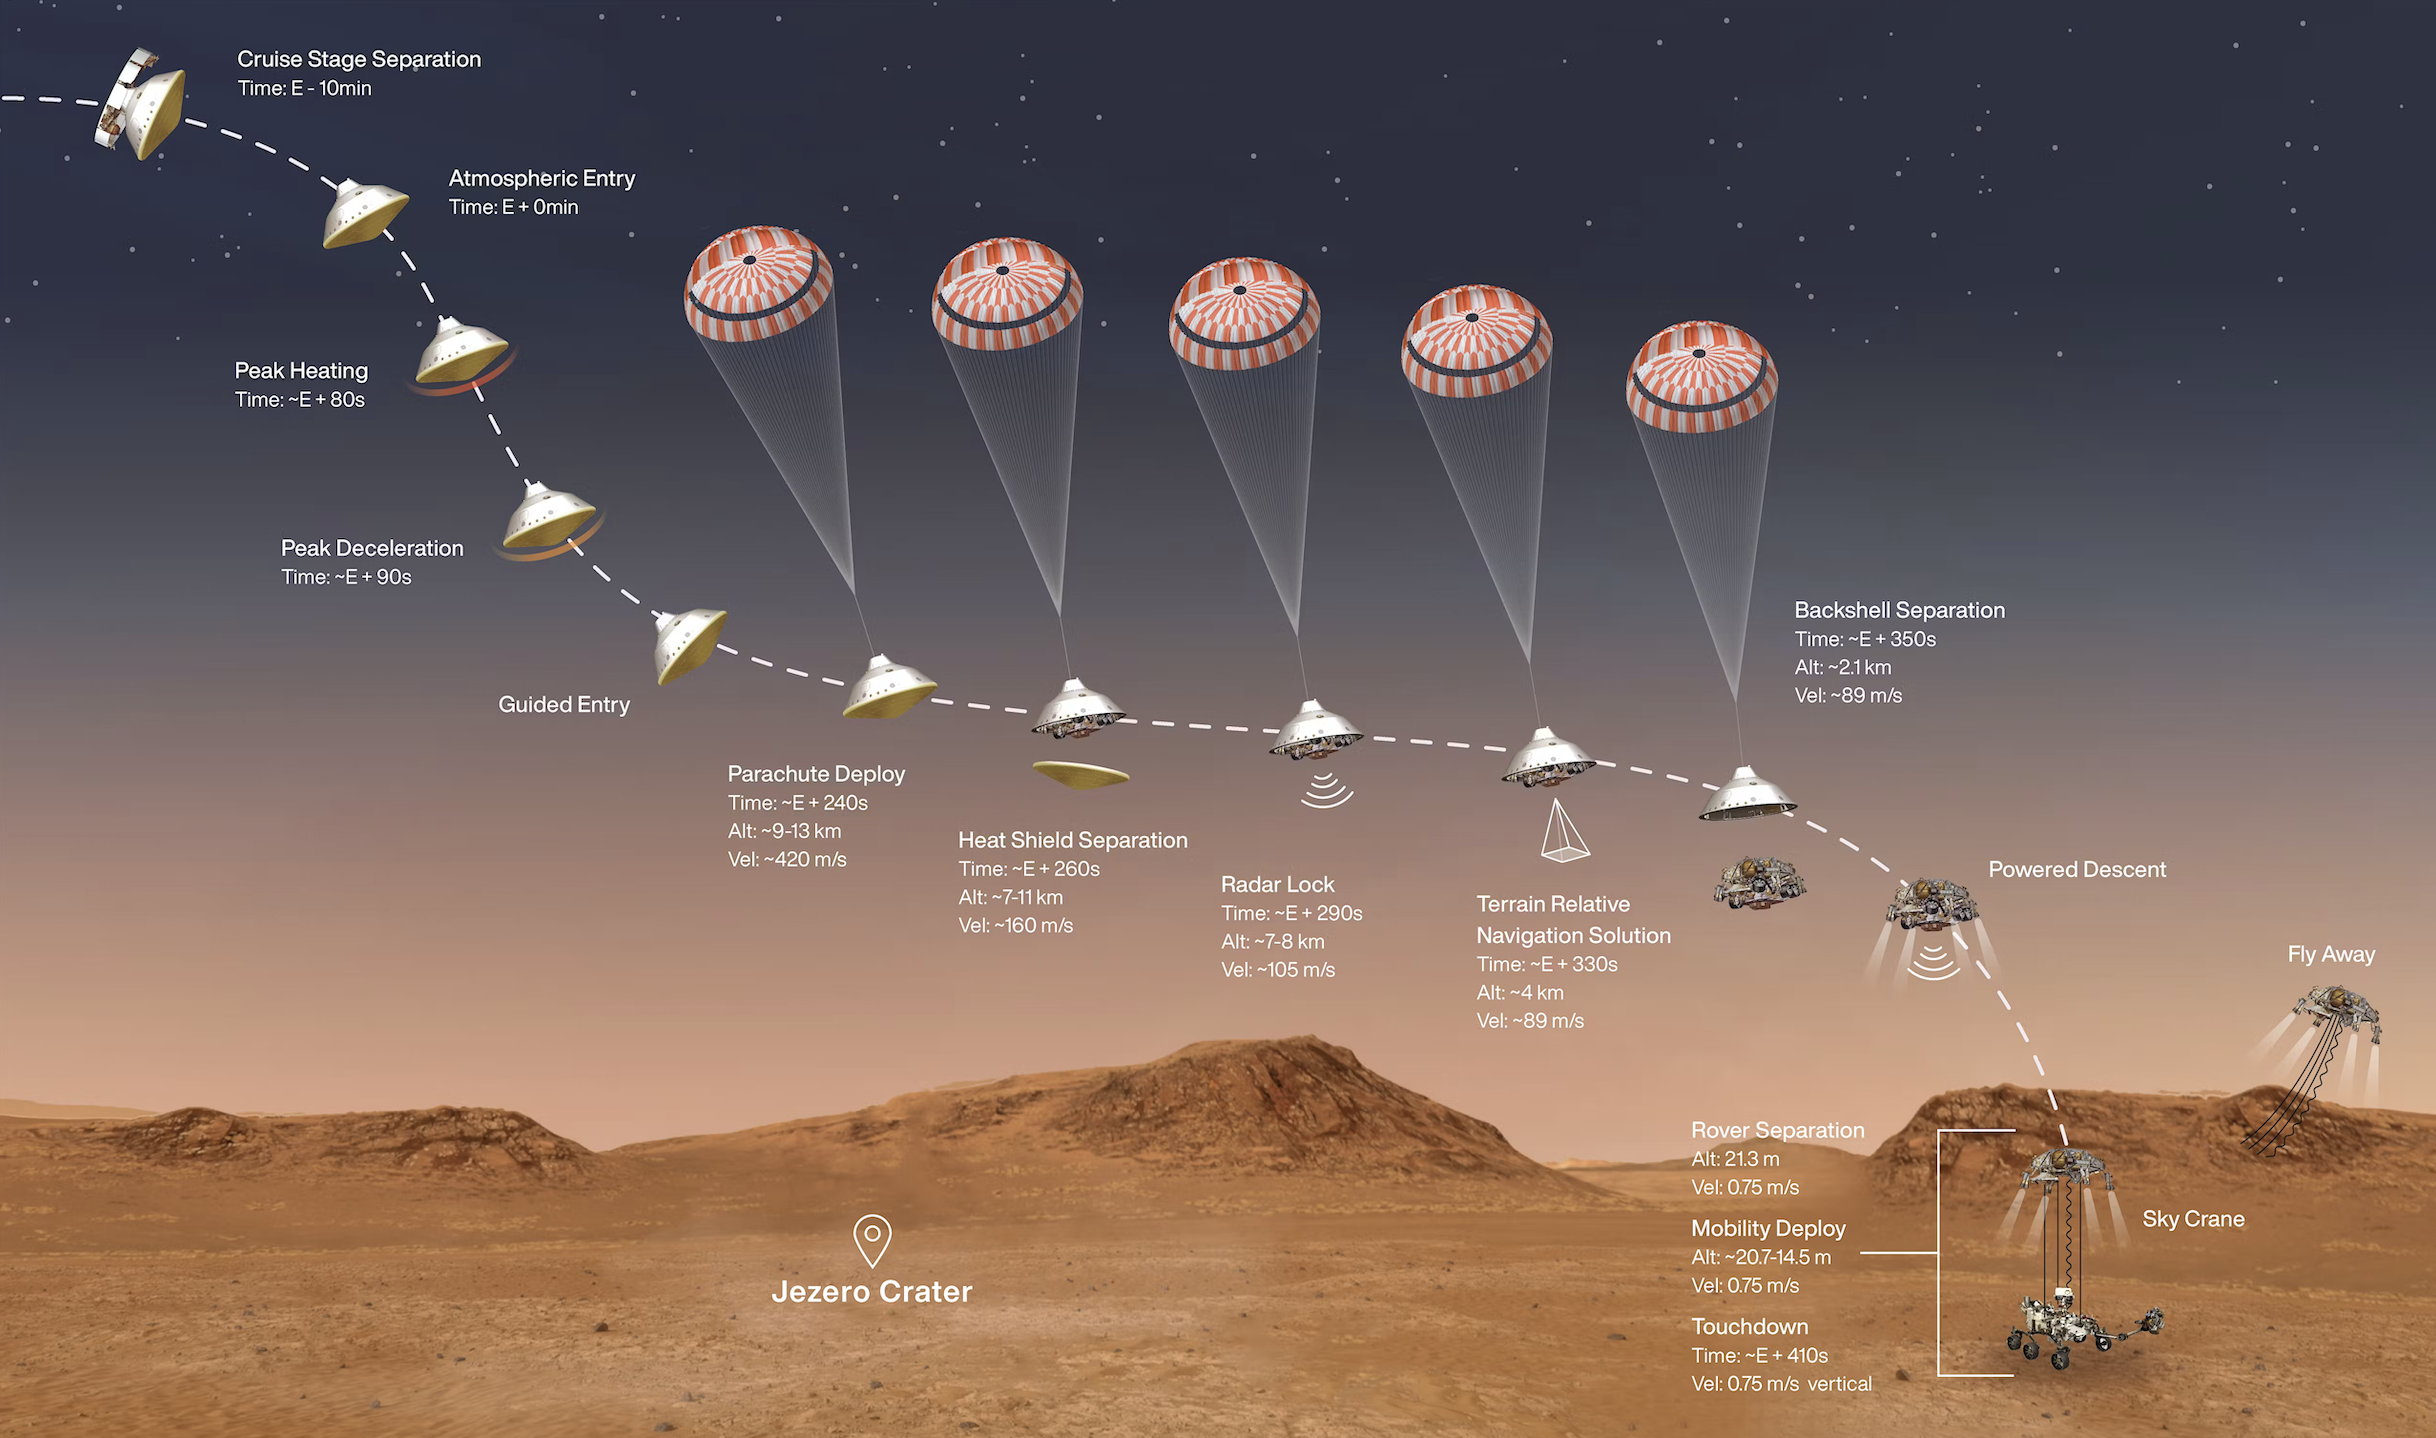 Cruise Stage Separation
Time: E - 10min
Atmospheric Entry
Time: E + 0min
Peak Heating
Time: ~E + 80s
Peak Deceleration
Time: ~E + 90s
Guided Entry
Parachute Deploy
Time: ~E + 240s
Alt: ~9-13 km
Vel: ~420 m/s
Heat Shield Separation
Time: ~E + 260s
Alt: ~7-11 km
Vel: ~160 m/s
Radar Lock
Time: ~E + 290s
Alt: ~7-8 km
Vel: ~105 m/s
Terrain Relative
Navigation Solution
Time: ~E + 330s
Alt: ~4 km
Vel: ~89 m/s
Backshell Separation
Time: ~E + 350s
Alt: ~2.1 km
Vel: ~89 m/s
Powered Descent
Fly Away
Rover Separation
Alt: 21.3 m
Vel: 0.75 m/s
Mobility Deploy
Alt: ~20.7-14.5 m
Vel: 0.75 m/s
Touchdown
Time: ~E + 410s
Vel: 0.75 m/s vertical
Sky Crane
Jezero Crater